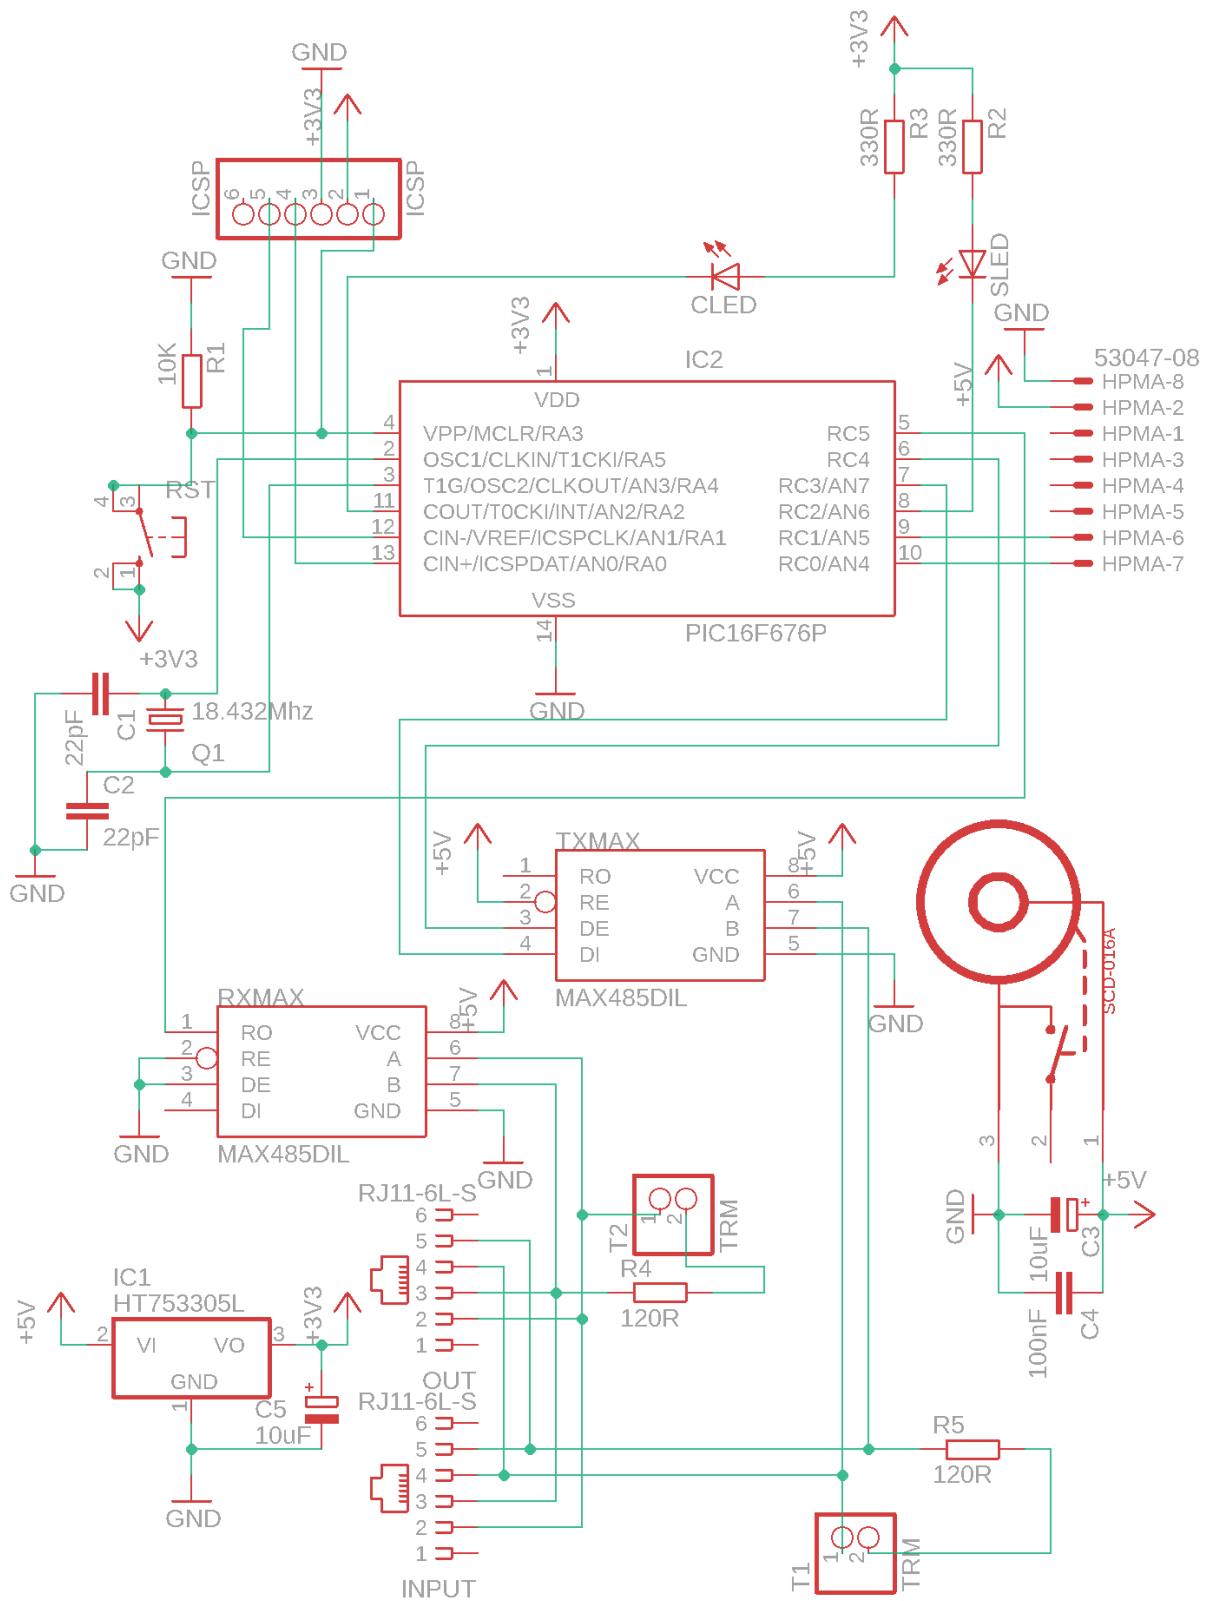 GND
+3V3
ICSP
6
5
4
3
2
1
ICSP
+3V3
330R
R3
330R
R2
GND
10K
R1
CLED
SLED
+3V3
IC2
GND
+5V
53047-08
HPMA-8
HPMA-2
HPMA-1
HPMA-3
HPMA-4
HPMA-5
HPMA-6
HPMA-7
1
VDD
4 VPP/MCLR/RA3 RC5 5
2 OSC1/CLKIN/T1CKI/RA5 RC4 6
3 T1G/OSC2/CLKOUT/AN3/RA4 RC3/AN7 7
11 COUT/T0CKI/INT/AN2/RA2 RC2/AN6 8
12 CIN-/VREF/ICSPCLK/AN1/RA1 RC1/AN5 9
13 CIN+/ICSPDAT/AN0/RA0 RC0/AN4 10
VSS
14
PIC16F676P
GND
RST
4
3
2
1
+3V3
22pF
C1
18.432Mhz
Q1
C2
22pF
GND
+5V
TXMAX
+5V
1 RO VCC 8
2 RE A 6
3 DE B 7
4 DI GND 5
MAX485DIL
GND
RXMAX
+5V
1 RO VCC 8
2 RE A 6
3 DE B 7
4 DI GND 5
GND
MAX485DIL
GND
SCD-016A
3
2
1
GND
+5V
10uF
C3
100nF
C4
RJ11-6L-S
6
5
4
3
2
1
OUT
T2
1
2
TRM
R4
120R
IC1
HT753305L
+5V
+3V3
2 VI VO 3
GND
1
C5
10uF
GND
RJ11-6L-S
6
5
4
3
2
1
INPUT
R5
120R
T1
1
2
TRM